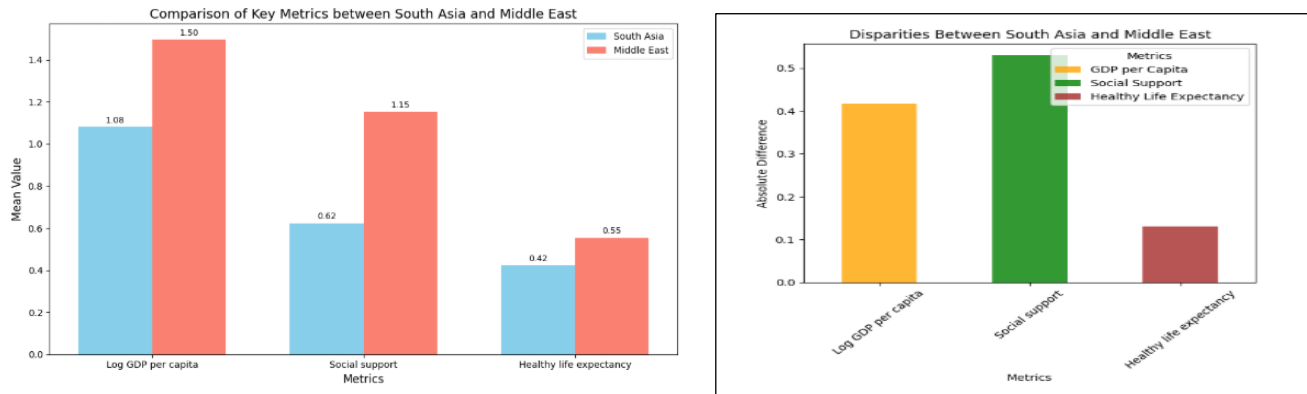 Comparison of Key Metrics between South Asia and Middle East
South Asia
Middle East
1.50
1.08
1.15
0.62
0.42
0.55
1.4
1.2
1.0
0.8
0.6
0.4
0.2
0.0
Mean Value
Log GDP per capita
Social support
Healthy life expectancy
Metrics
Disparities Between South Asia and Middle East
Metrics
GDP per Capita
Social Support
Healthy Life Expectancy
0.5
0.4
0.3
0.2
0.1
0.0
Absolute Difference
Log GDP per capita
Social support
Healthy life expectancy
Metrics